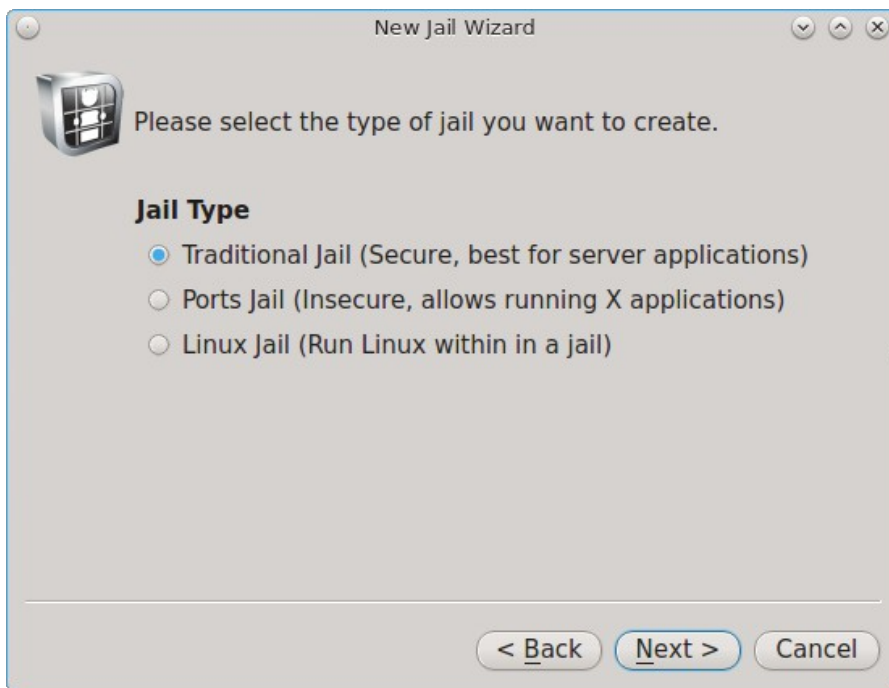 New Jail Wizard
Please select the type of jail you want to create.
Jail Type
Traditional Jail (Secure, best for server applications)
Ports Jail (Insecure, allows running X applications)
Linux Jail (Run Linux within in a jail)
< Back
Next >
Cancel